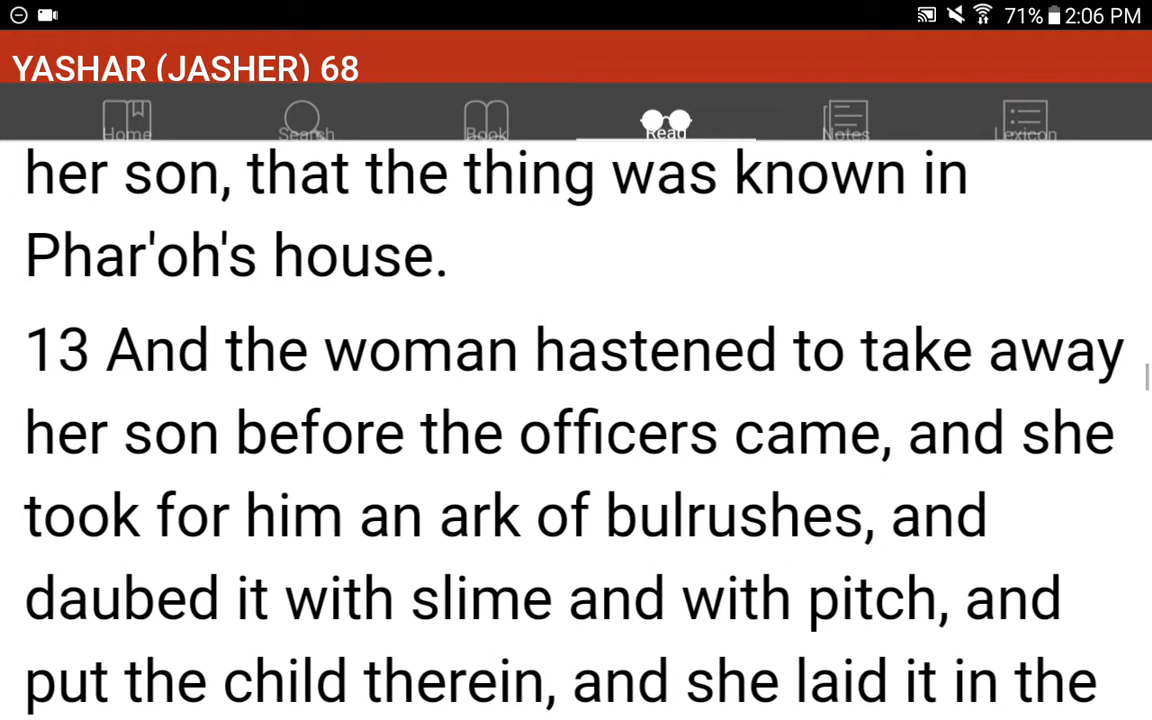 71% 2:06 PM
YASHAR (JASHER) 68
Home Search Book Read Notes Lexicon
her son, that the thing was known in
Phar'oh's house.
13 And the woman hastened to take away
her son before the officers came, and she
took for him an ark of bulrushes, and
daubed it with slime and with pitch, and
put the child therein, and she laid it in the